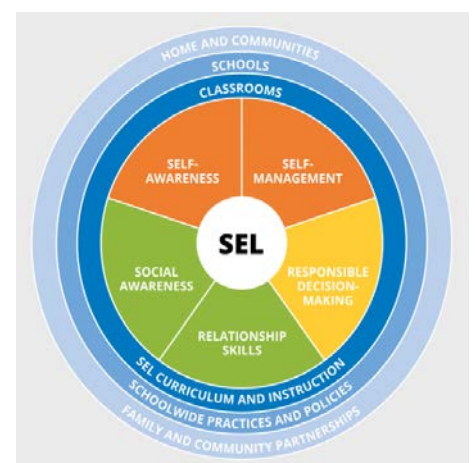 HOME AND COMMUNITIES
SCHOOLS
CLASSROOMS
SELF-
AWARENESS
SELF-
MANAGEMENT
SEL
SOCIAL
AWARENESS
RESPONSIBLE
DECISION-
MAKING
RELATIONSHIP
SKILLS
SEL CURRICULUM AND INSTRUCTION
SCHOOLWIDE PRACTICES AND POLICIES
FAMILY AND COMMUNITY PARTNERSHIPS